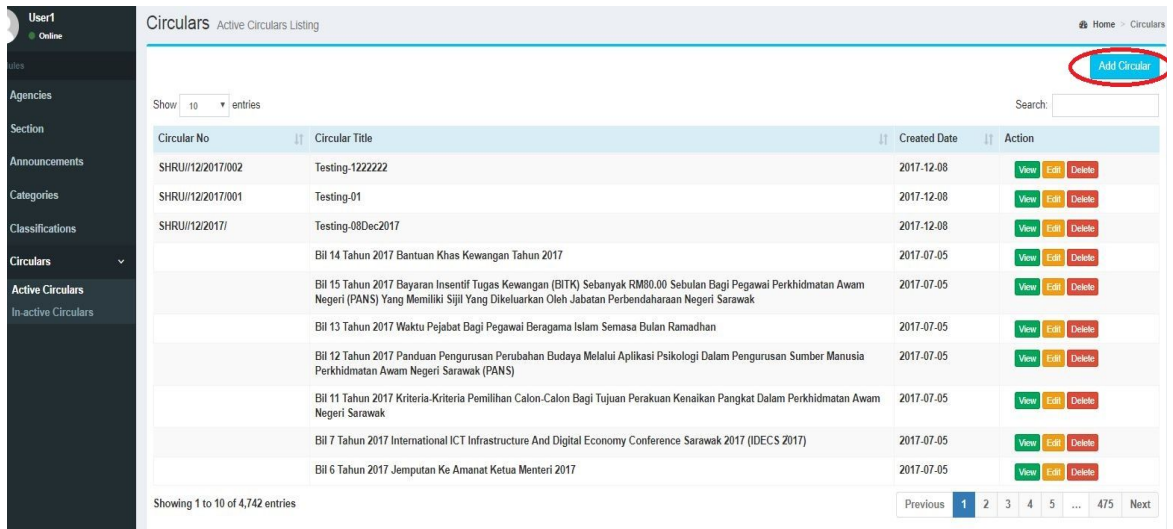 User1
Online
Circulars Active Circulars Listing
Home > Circulars
Add Circular
Agencies
Section
Announcements
Categories
Classifications
Circulars
Active Circulars
In-active Circulars
Show 10 entries
Search:
Circular No Circular Title Created Date Action
SHRU//12/2017/002 Testing-1222222 2017-12-08 View Edit Delete
SHRU//12/2017/001 Testing-01 2017-12-08 View Edit Delete
SHRU//12/2017/ Testing-08Dec2017 2017-12-08 View Edit Delete
Bil 14 Tahun 2017 Bantuan Khas Kewangan Tahun 2017 2017-07-05 View Edit Delete
Bil 15 Tahun 2017 Bayaran Insentif Tugas Kewangan (BITK) Sebanyak RM80.00 Sebulan Bagi Pegawai Perkhidmatan Awam 2017-07-05 View Edit Delete
Negeri (PANS) Yang Memiliki Sijil Yang Dikeluarkan Oleh Jabatan Perbendaharaan Negeri Sarawak
Bil 13 Tahun 2017 Waktu Pejabat Bagi Pegawai Beragama Islam Semasa Bulan Ramadhan 2017-07-05 View Edit Delete
Bil 12 Tahun 2017 Panduan Pengurusan Perubahan Budaya Melalui Aplikasi Psikologi Dalam Pengurusan Sumber Manusia 2017-07-05 View Edit Delete
Perkhidmatan Awam Negeri Sarawak (PANS)
Bil 11 Tahun 2017 Kriteria-Kriteria Pemilihan Calon-Calon Bagi Tujuan Perakuan Kenaikan Pangkat Dalam Perkhidmatan Awam 2017-07-05 View Edit Delete
Negeri Sarawak
Bil 7 Tahun 2017 International ICT Infrastructure And Digital Economy Conference Sarawak 2017 (IDECS 2017) 2017-07-05 View Edit Delete
Bil 6 Tahun 2017 Jemputan Ke Amanat Ketua Menteri 2017 2017-07-05 View Edit Delete
Showing 1 to 10 of 4,742 entries
Previous 1 2 3 4 5 ... 475 Next